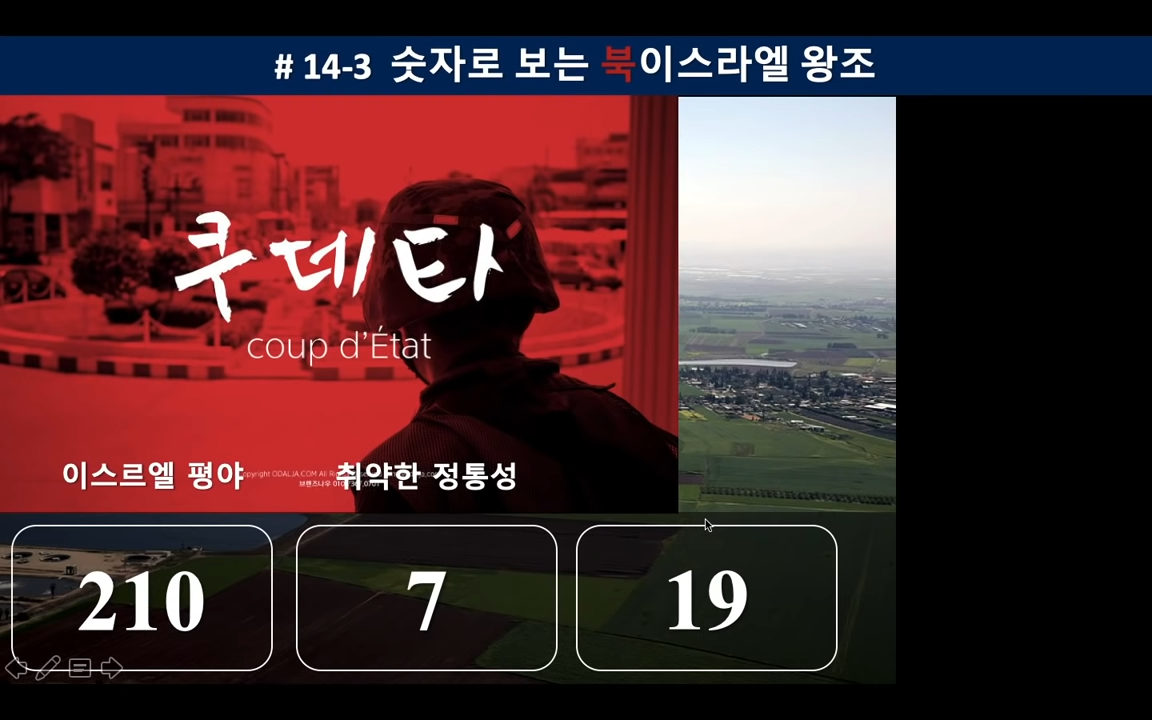 # 14-3 숫자로 보는 북이스라엘 왕조
쿠데타
coup d'État
이스르엘 평야
취약한 정통성
210
7
19